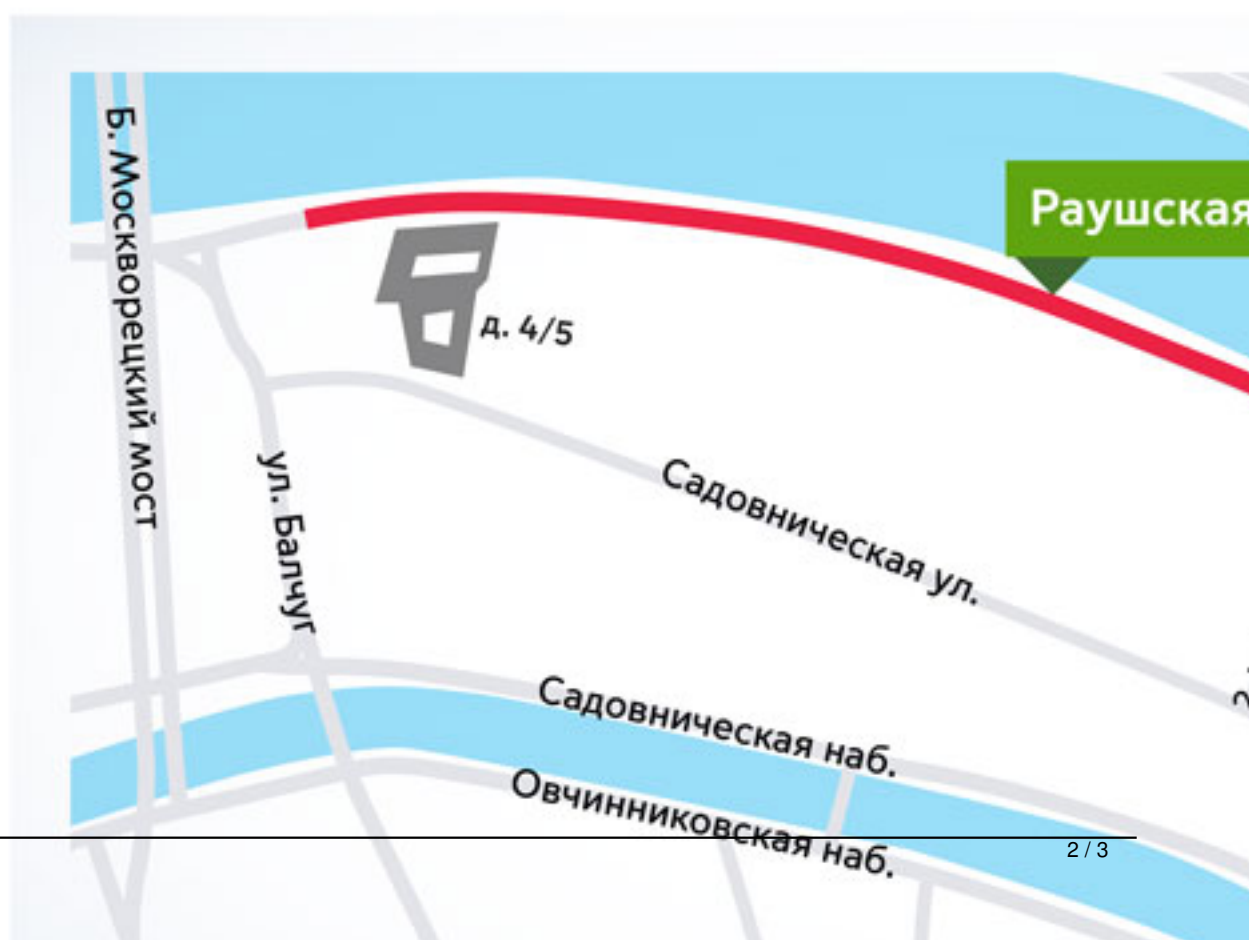 Б. Москворецкий мост
Раушская
д. 4/5
ул. Балчуг
Садовническая ул.
Садовническая наб.
Овчинниковская наб.
2 / 3